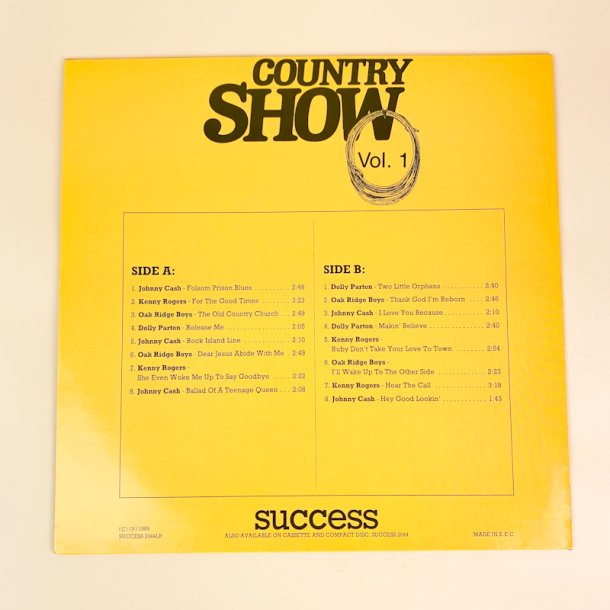 COUNTRY
SHOW
Vol. 1
SIDE A:
1. Johnny Cash - Folsom Prison Blues .......... 2:48
2. Kenny Rogers - For The Good Times ........ 3:23
3. Oak Ridge Boys - The Old Country Church ... 2:49
4. Dolly Parton - Release Me ................. 2:05
5. Johnny Cash - Rock Island Line ............. 2:10
6. Oak Ridge Boys - Dear Jesus Abide With Me . 2:49
7. Kenny Rogers -
She Even Woke Me Up To Say Goodbye ..... 2:22
8. Johnny Cash - Ballad Of A Teenage Queen ... 2:08
SIDE B:
1. Dolly Parton - Two Little Orphans .......... 2:40
2. Oak Ridge Boys - Thank God I'm Reborn .... 2:46
3. Johnny Cash - I Love You Because .......... 2:10
4. Dolly Parton - Makin' Believe .............. 2:40
5. Kenny Rogers -
Ruby Don't Take Your Love To Town ....... 2:54
6. Oak Ridge Boys -
I'll Wake Up To The Other Side ............ 2:23
7. Kenny Rogers - Hear The Call .............. 3:18
8. Johnny Cash - Hey Good Lookin' ............ 1:43
success
(C) (P) 1989
SUCCESS 2044LP
ALSO AVAILABLE ON CASSETTE AND COMPACT DISC: SUCCESS 2044
MADE IN E.E.C.